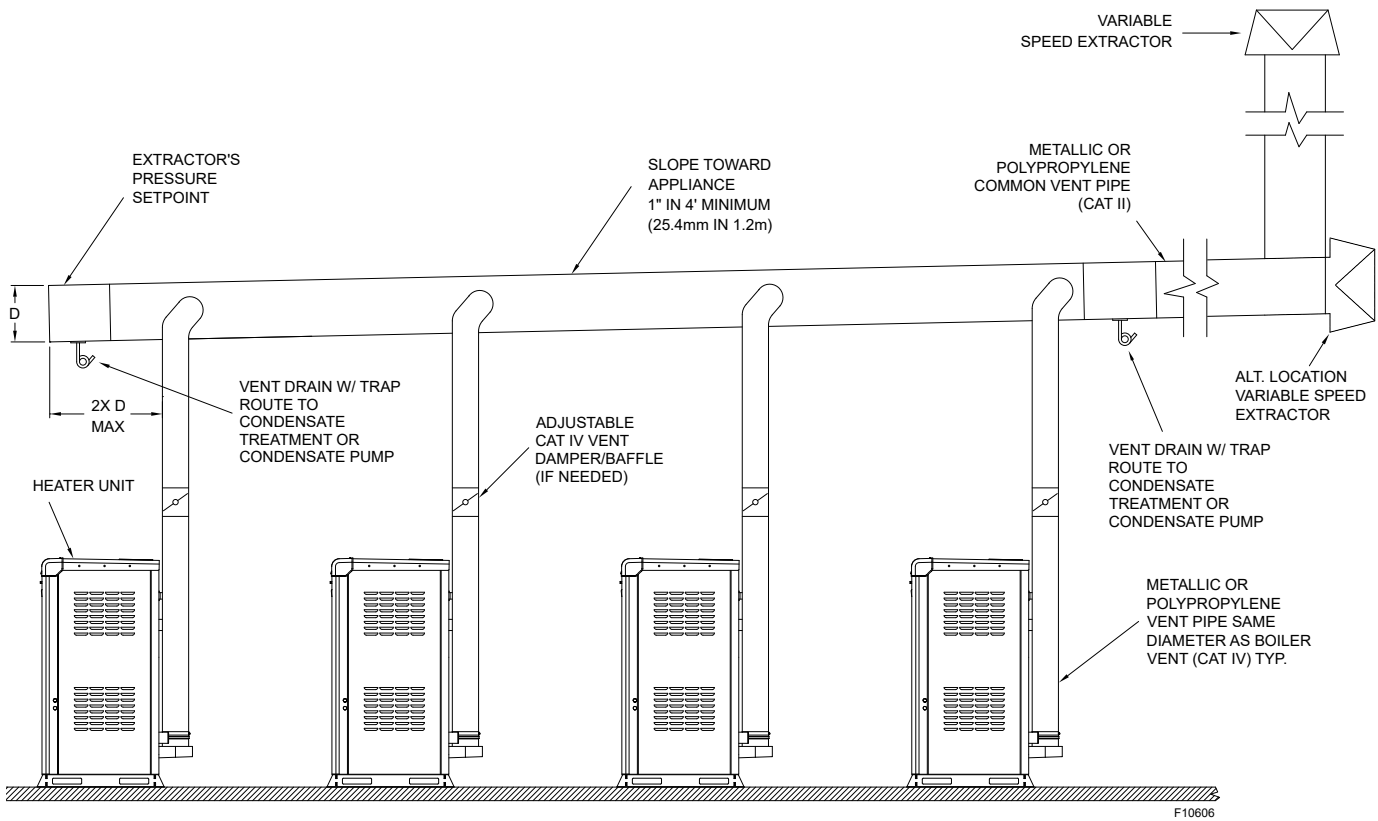 VARIABLE
SPEED EXTRACTOR
EXTRACTOR'S
PRESSURE
SETPOINT
SLOPE TOWARD
APPLIANCE
1" IN 4' MINIMUM
(25.4mm IN 1.2m)
METALLIC OR
POLYPROPYLENE
COMMON VENT PIPE
(CAT II)
D
2X D
MAX
VENT DRAIN W/ TRAP
ROUTE TO
CONDENSATE
TREATMENT OR
CONDENSATE PUMP
ADJUSTABLE
CAT IV VENT
DAMPER/BAFFLE
(IF NEEDED)
ALT. LOCATION
VARIABLE SPEED
EXTRACTOR
VENT DRAIN W/ TRAP
ROUTE TO
CONDENSATE
TREATMENT OR
CONDENSATE PUMP
HEATER UNIT
METALLIC OR
POLYPROPYLENE
VENT PIPE SAME
DIAMETER AS BOILER
VENT (CAT IV) TYP.
F10606